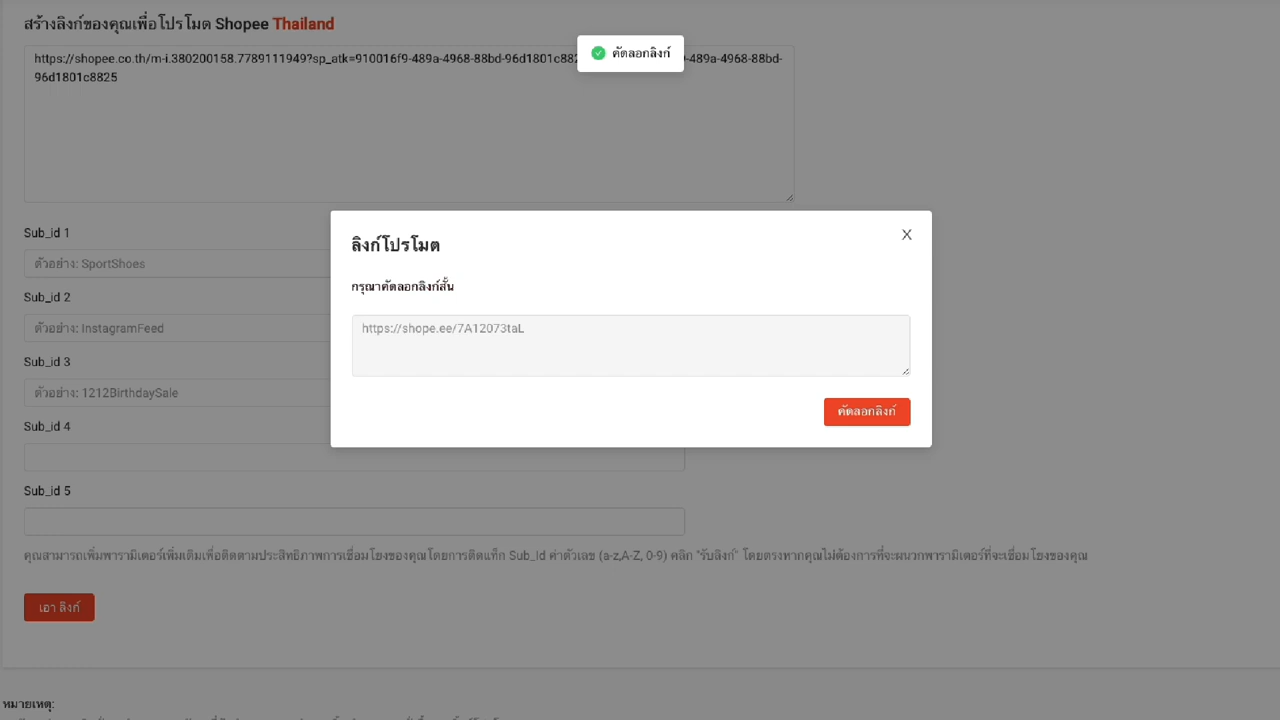 สร้างลิงก์ของคุณเพื่อโปรโมต Shopee Thailand
https://shopee.co.th/m-i.380200158.7789111949?sp_atk=910016f9-489a-4968-88bd-96d1801c88 -489a-4968-88bd-
96d1801c8825
คัดลอกลิงก์
Sub_id 1
ตัวอย่าง: SportShoes
Sub_id 2
ตัวอย่าง: InstagramFeed
Sub_id 3
ตัวอย่าง: 1212BirthdaySale
Sub_id 4
Sub_id 5
ลิงก์โปรโมต
X
กรุณาคัดลอกลิงก์สั้น
https://shope.ee/7A12073taL
คัดลอกลิงก์
คุณสามารถเพิ่มพารามิเตอร์เพิ่มเติมเพื่อติดตามประสิทธิภาพการเชื่อมโยงของคุณโดยการติดแท็ก Sub_Id ค่าตัวเลข (a-z,A-Z, 0-9) คลิก "รับลิงก์" โดยตรงหากคุณไม่ต้องการที่จะผนวกพารามิเตอร์ที่จะเชื่อมโยงของคุณ
เอา ลิงก์
หมายเหตุ: